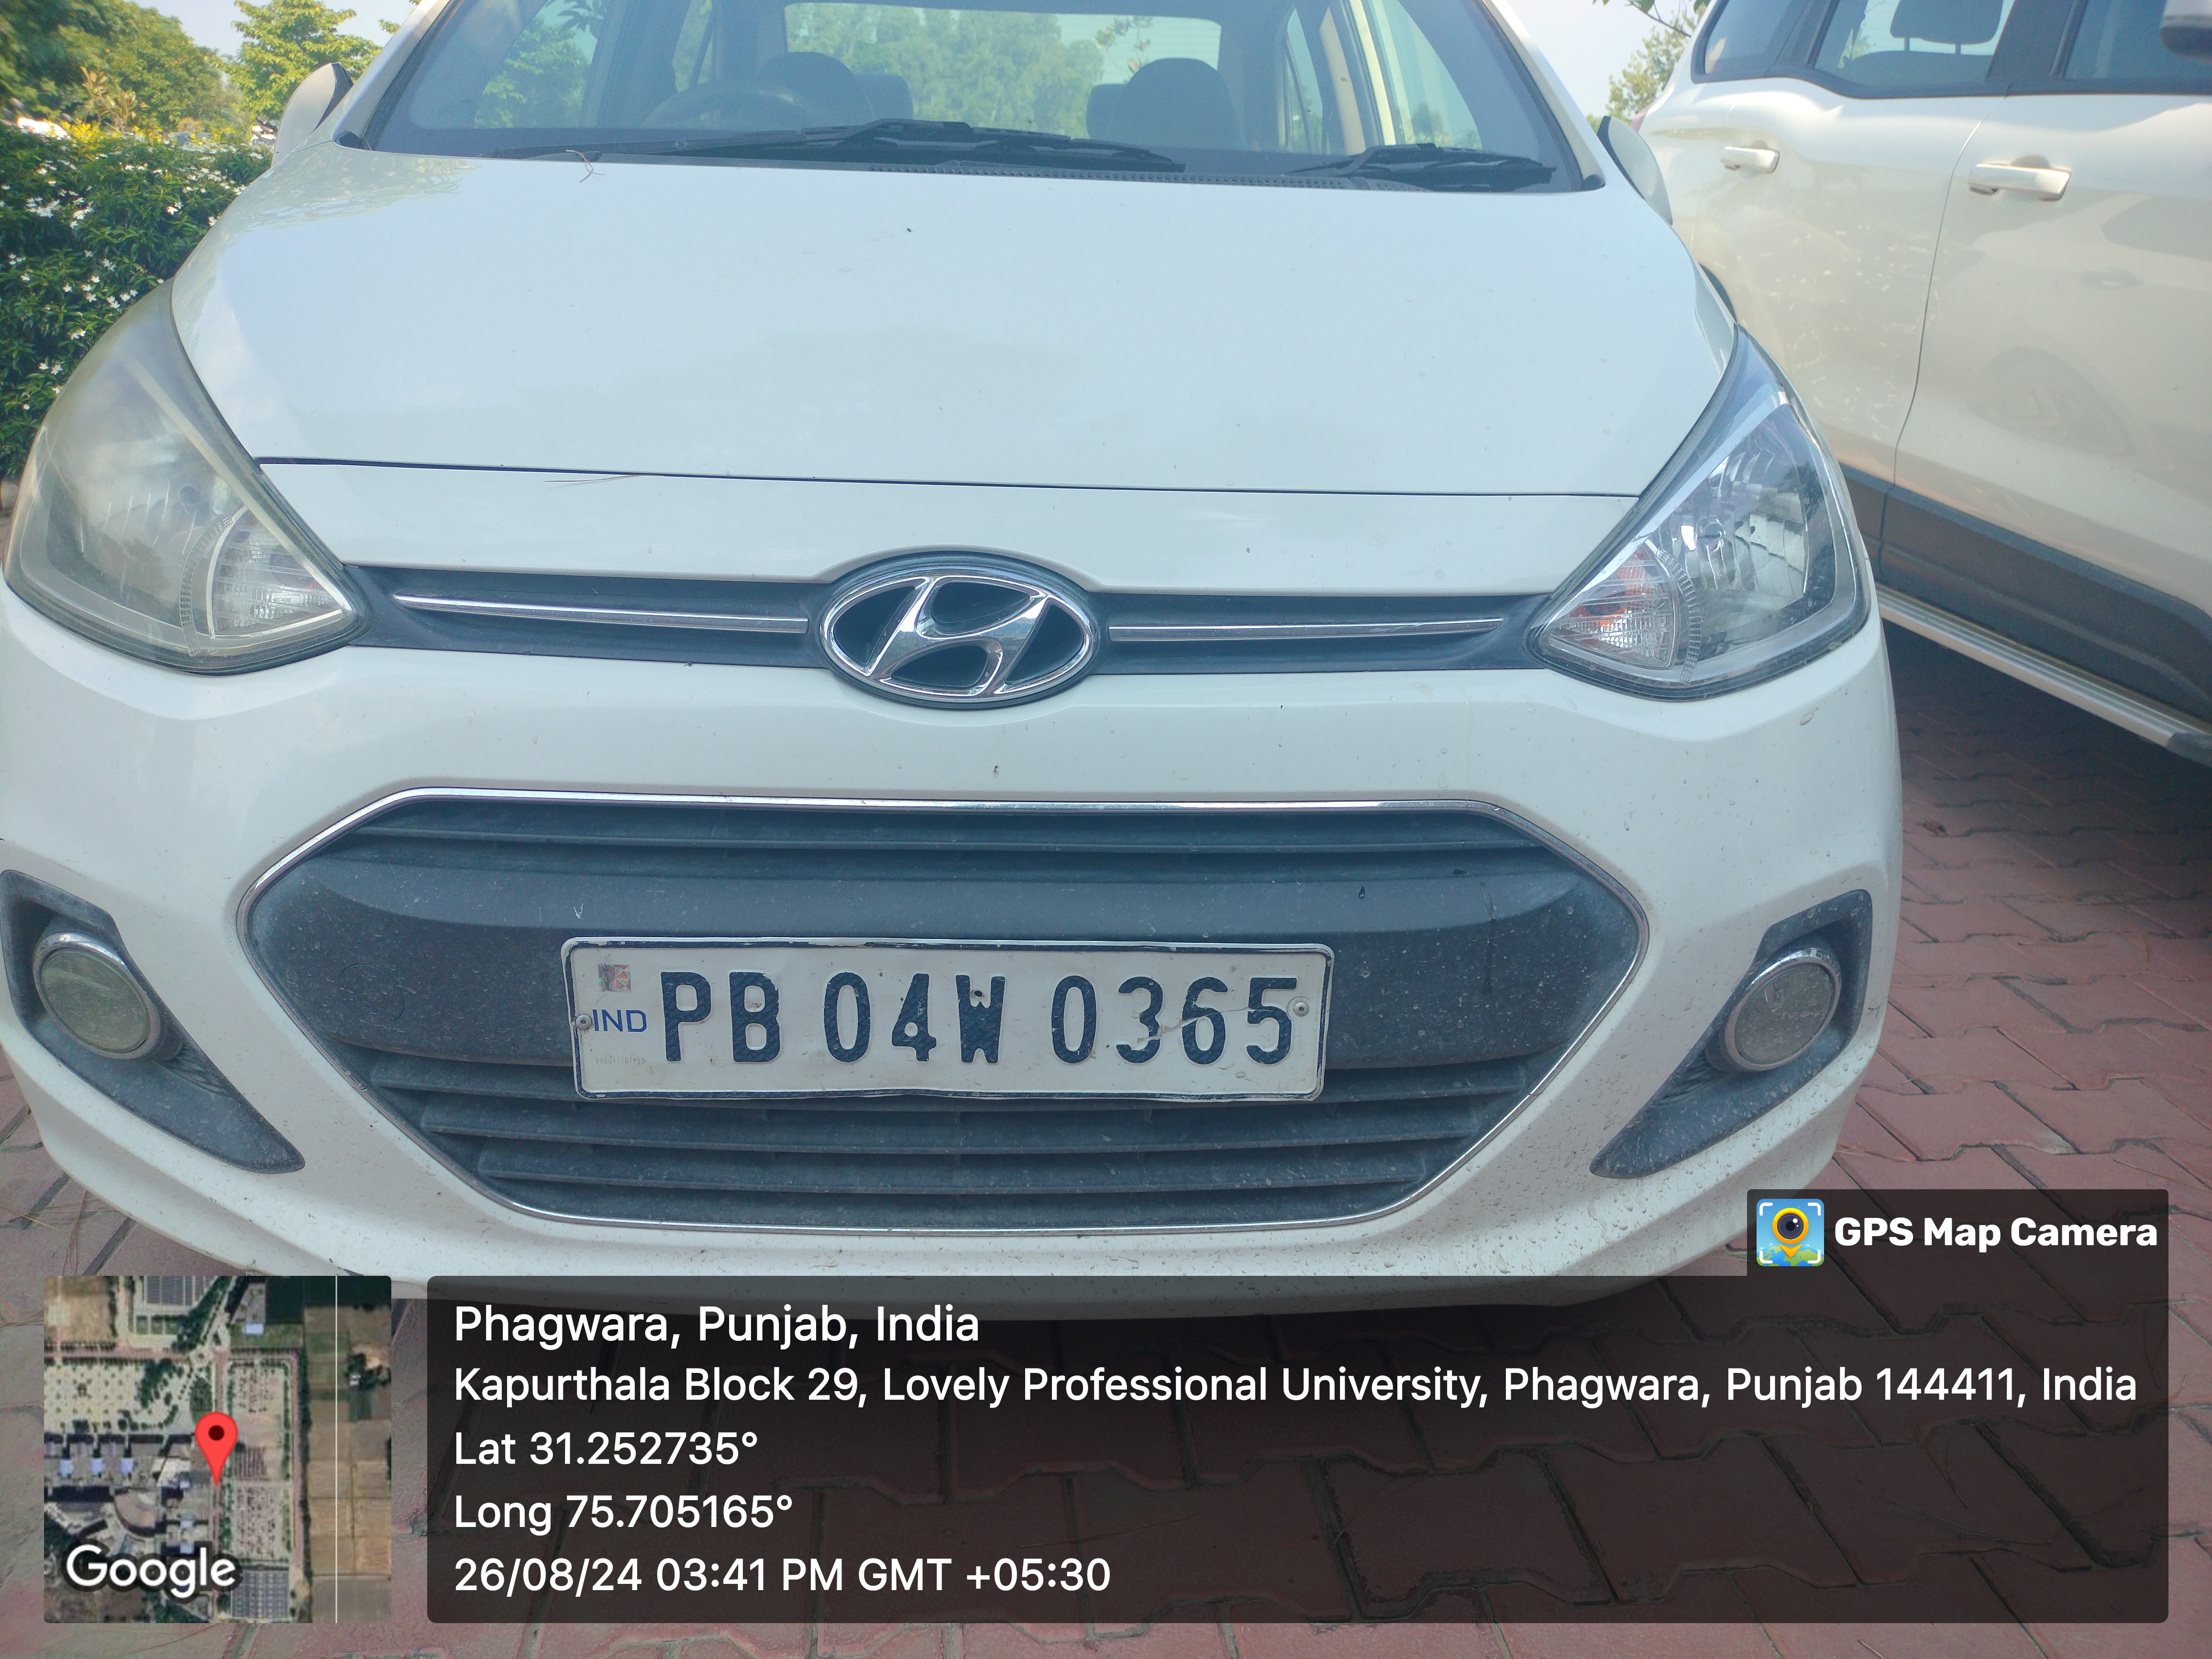 IND PB 04W 0365
GPS Map Camera
Phagwara, Punjab, India
Kapurthala Block 29, Lovely Professional University, Phagwara, Punjab 144411, India
Lat 31.252735°
Long 75.705165°
26/08/24 03:41 PM GMT +05:30
Google